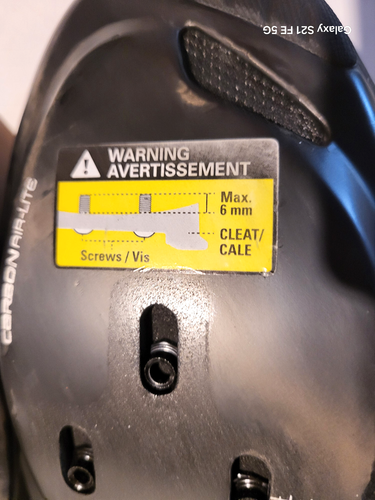 Galaxy S21 FE 5G
WARNING
AVERTISSEMENT
Max.
6 mm
CLEAT/
CALE
Screws / Vis
CARBON AIR-LITE